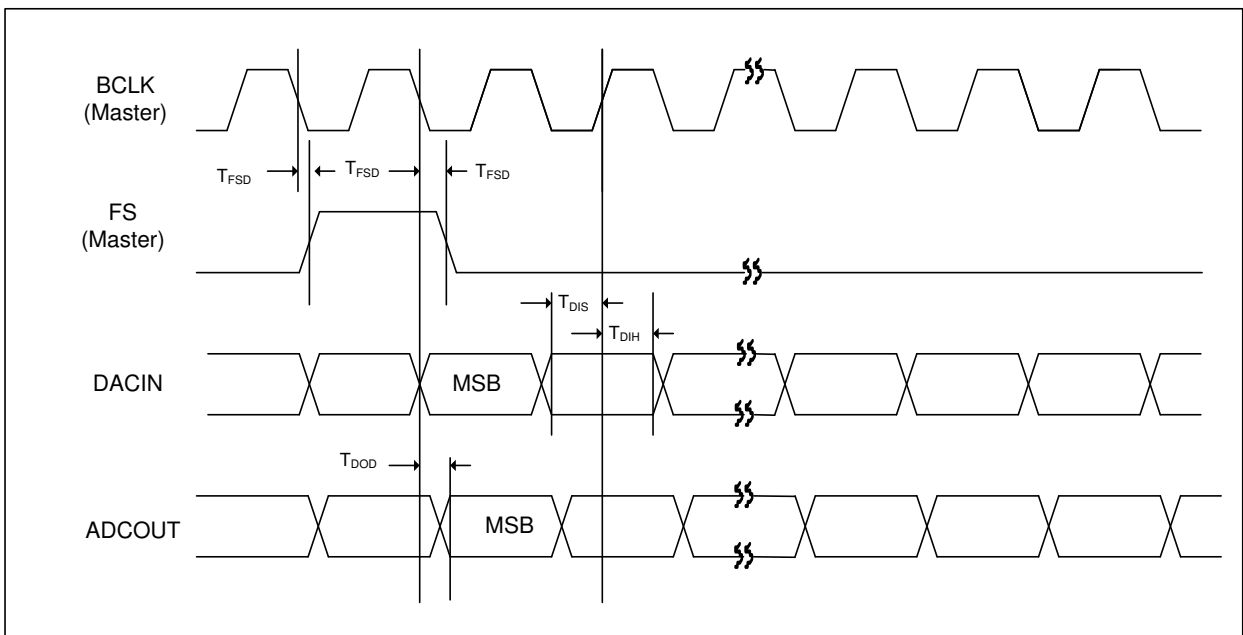 BCLK
(Master)
TFSD
TFSD
TFSD
FS
(Master)
TDIS
TDIH
DACIN
MSB
TDOD
ADCOUT
MSB